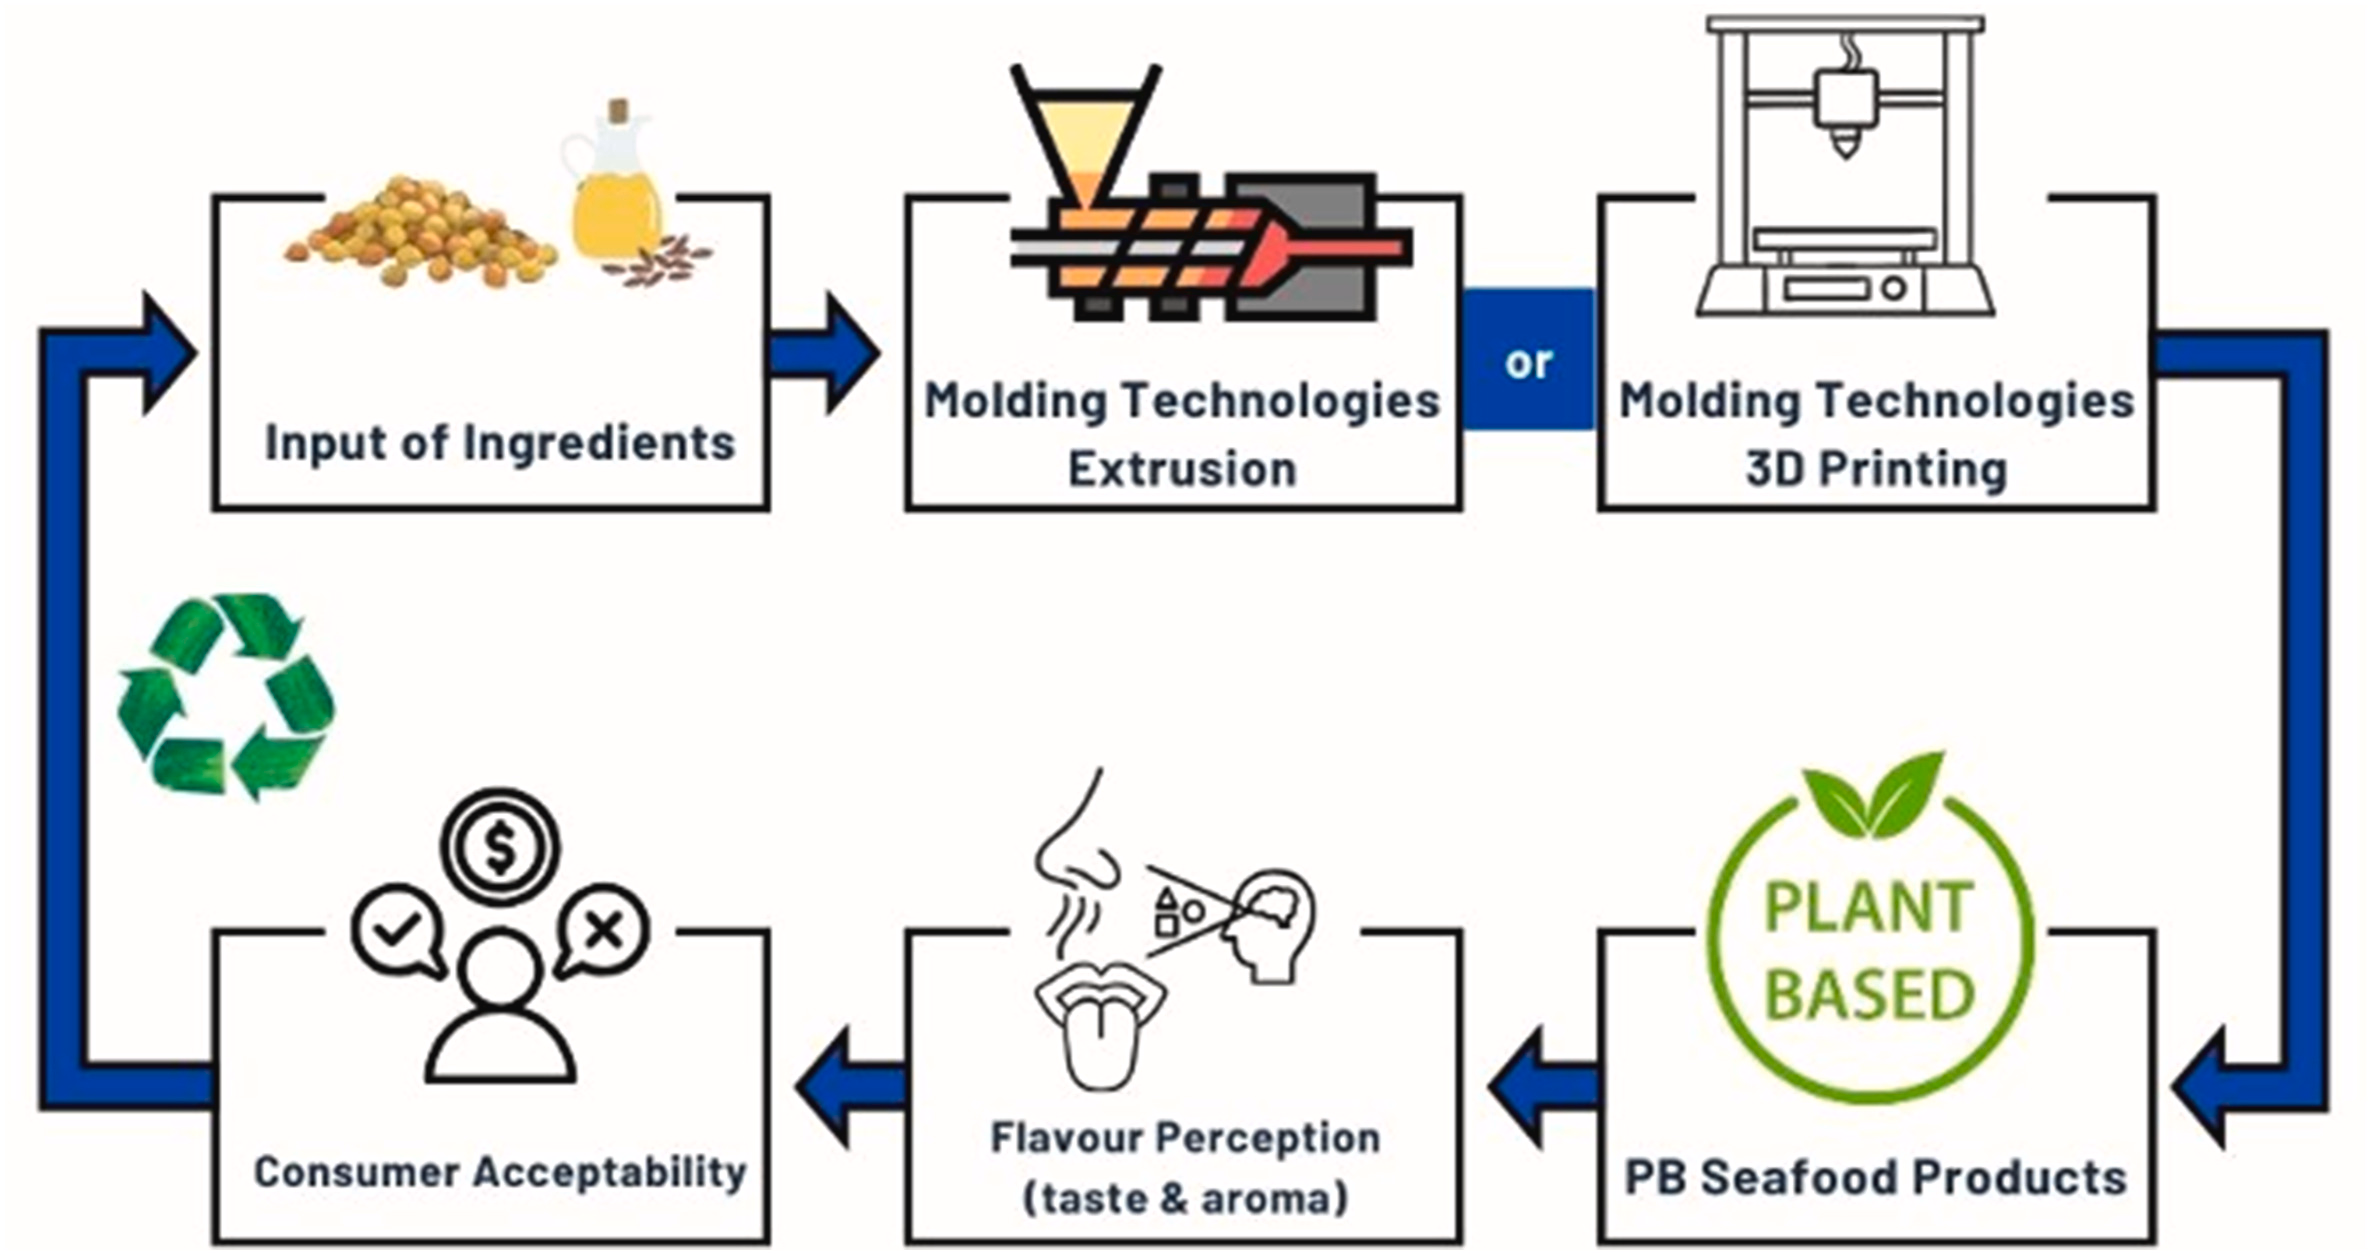 Input of Ingredients
Molding Technologies
Extrusion
or
Molding Technologies
3D Printing
$
Consumer Acceptability
Flavour Perception
(taste & aroma)
PLANT
BASED
PB Seafood Products